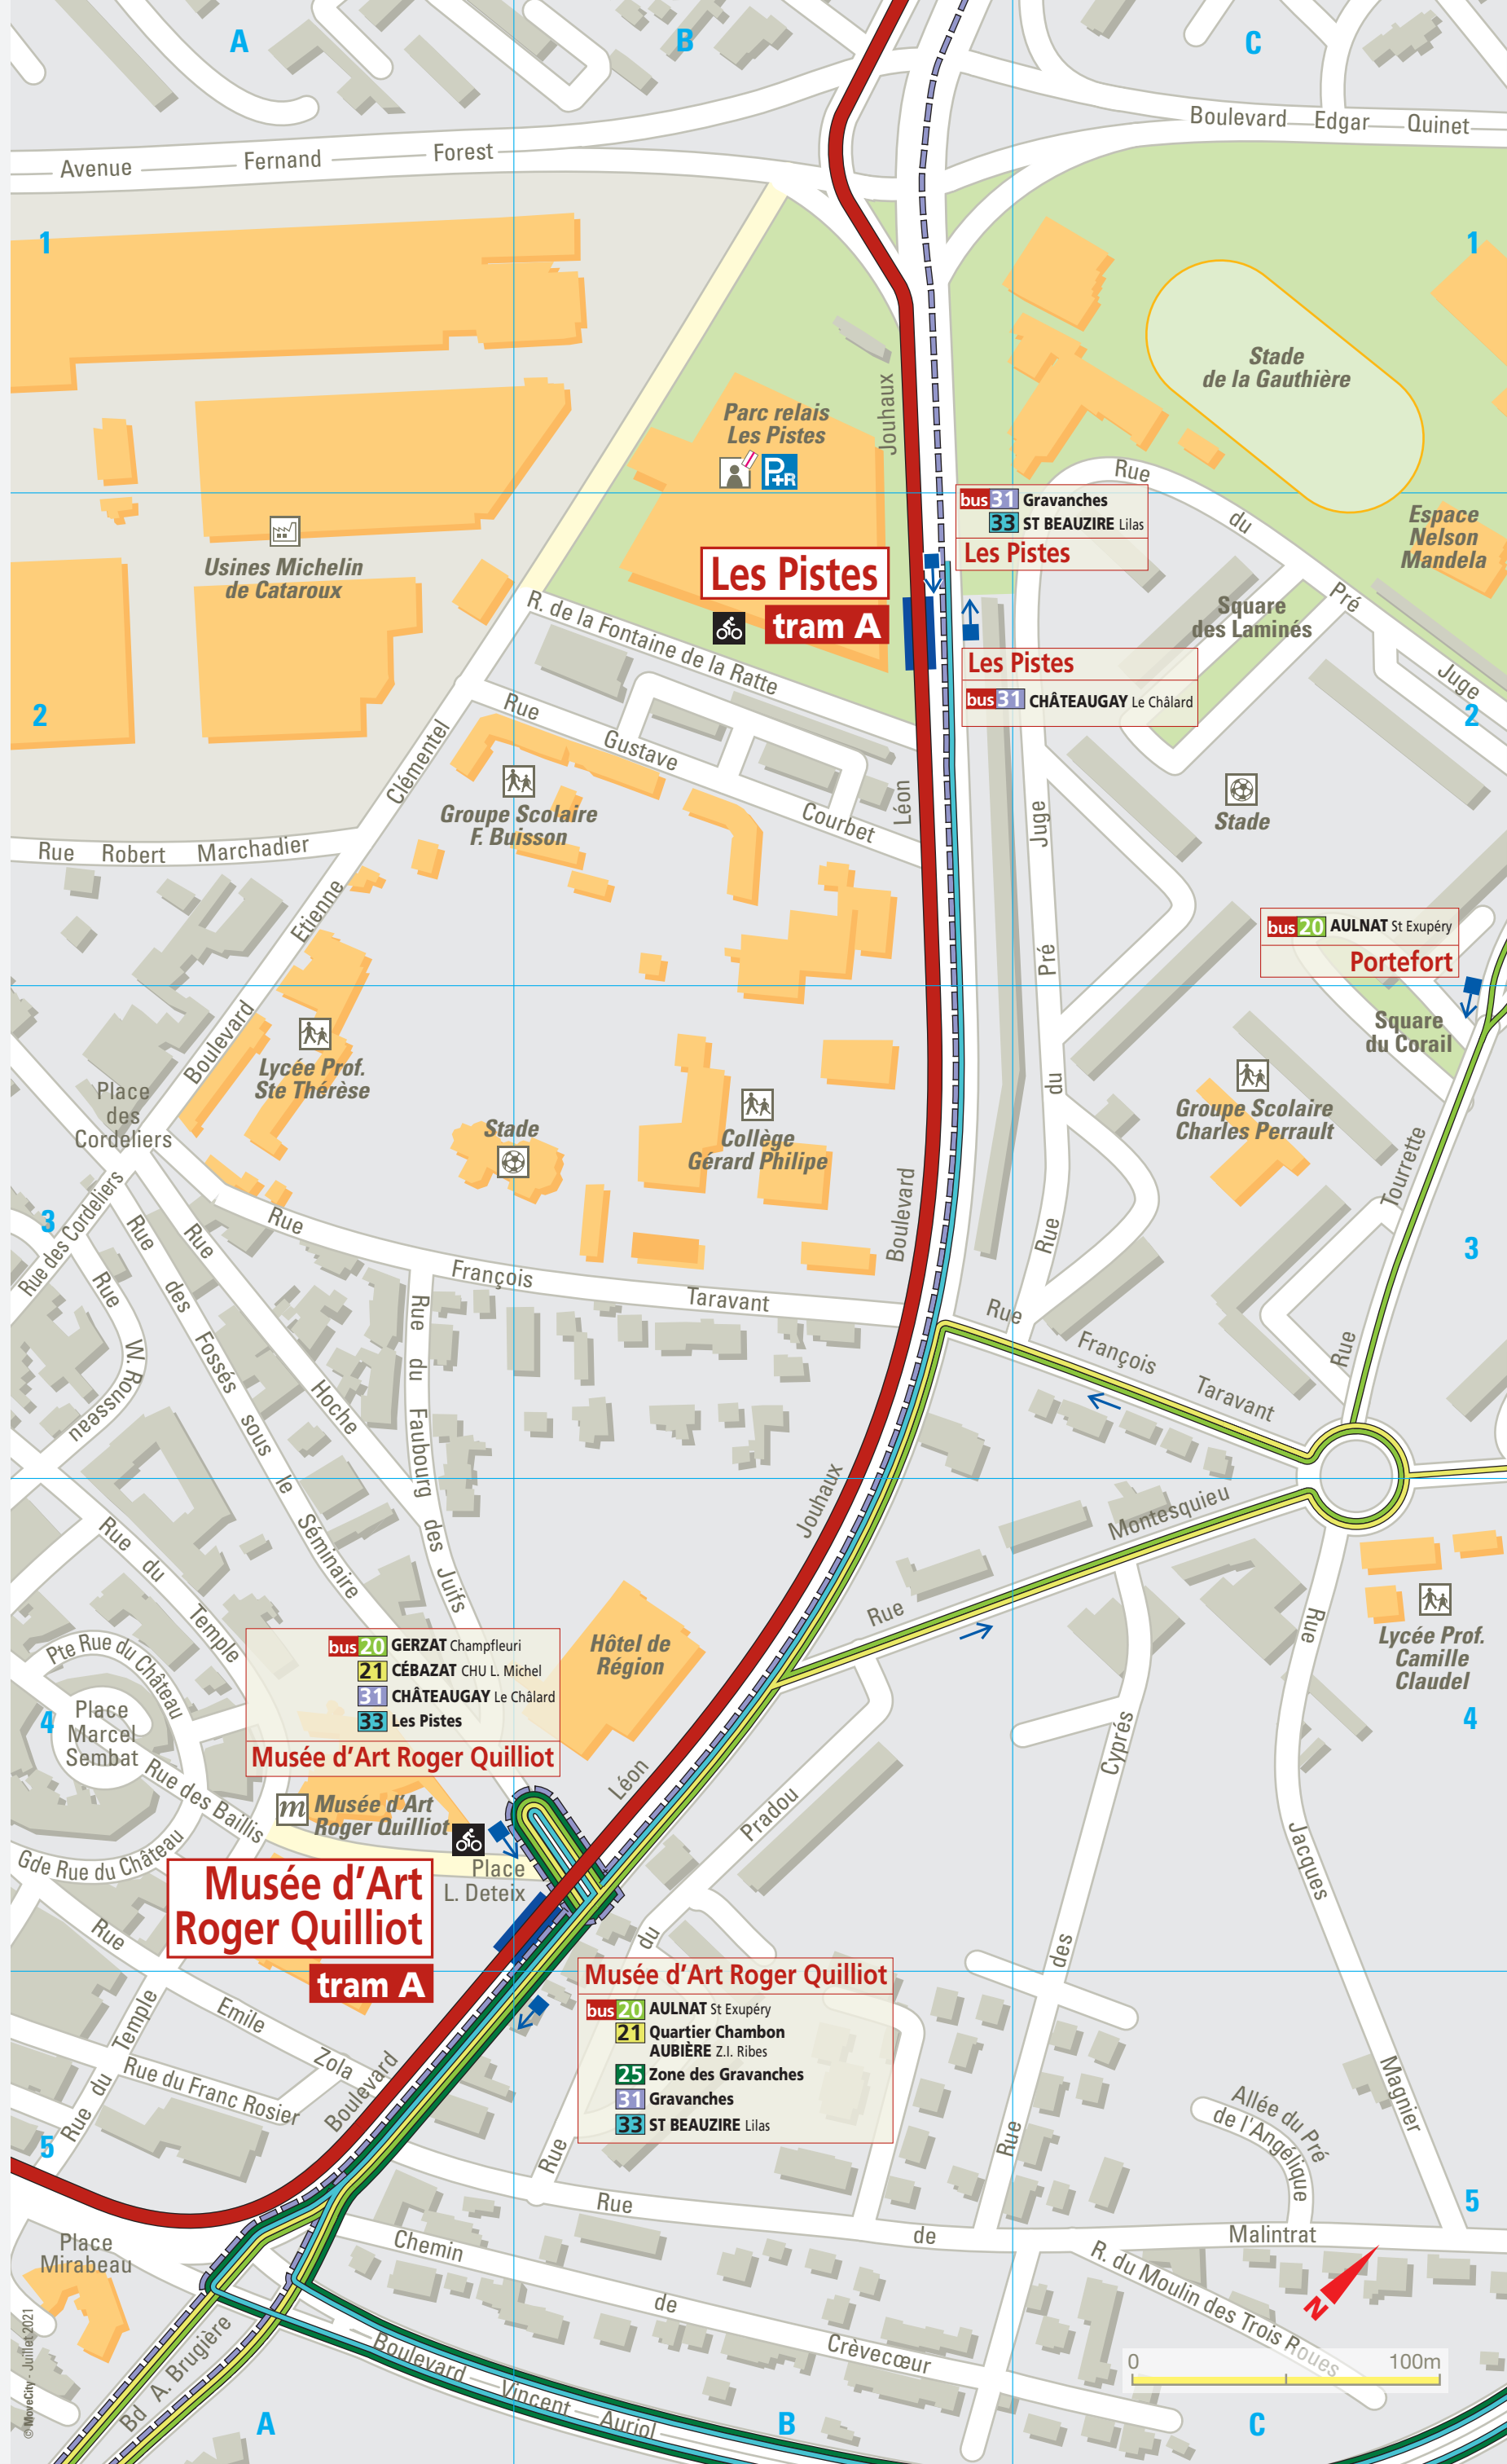 A
B
C
Boulevard Edgar Quinet
Avenue Fernand Forest
1
1
Stade
de la Gauthière
Jouhaux
Parc relais
Les Pistes
P+R
Rue du Pré Juge
bus 31 Gravanches
33 ST BEAUZIRE Lilas
Les Pistes
Espace
Nelson
Mandela
Usines Michelin
de Cataroux
Les Pistes
tram A
R. de la Fontaine de la Ratte
Square
des Laminés
Les Pistes
bus 31 CHÂTEAUGAY Le Châlard
2
2
Rue Gustave Courbet
Boulevard Etienne Clémentel
Groupe Scolaire
F. Buisson
Léon
Stade
Rue Robert Marchadier
Rue du Pré Juge
bus 20 AULNAT St Exupéry
Portefort
Square
du Corail
Lycée Prof.
Ste Thérèse
Place
des
Cordeliers
Stade
Collège
Gérard Philipe
Groupe Scolaire
Charles Perrault
Rue Tourrette
Boulevard
3
3
Rue des Cordeliers
Rue W. Rousseau
Rue des Fossés sous le Séminaire
Rue Hoche
Rue François Taravant
Rue du Faubourg des Juifs
Rue François Taravant
Jouhaux
Rue Montesquieu
Rue du Temple
Lycée Prof.
Camille
Claudel
Hôtel de
Région
bus 20 GERZAT Champfleuri
21 CÉBAZAT CHU L. Michel
31 CHÂTEAUGAY Le Châlard
33 Les Pistes
Musée d'Art Roger Quilliot
Pte Rue du Château
Place
Marcel
Sembat
4
4
Rue des Baillis
Gde Rue du Château
m
Musée d'Art
Roger Quilliot
Léon
Place
L. Deteix
Rue du Pradou
Rue des Cyprés
Rue Jacques Magnier
Musée d'Art
Roger Quilliot
tram A
Musée d'Art Roger Quilliot
bus 20 AULNAT St Exupéry
21 Quartier Chambon
AUBIÈRE Z.I. Ribes
25 Zone des Gravanches
31 Gravanches
33 ST BEAUZIRE Lilas
Rue Emile Zola
Rue du Temple
Rue du Franc Rosier
Boulevard
Allée du Pré
de l'Angélique
5
5
Rue de Malintrat
Place
Mirabeau
Chemin de Crèvecœur
R. du Moulin des Trois Roues
N
Bd A. Brugière
Boulevard Vincent Auriol
0 100m
A
B
C
© MoreCity - Juillet 2021